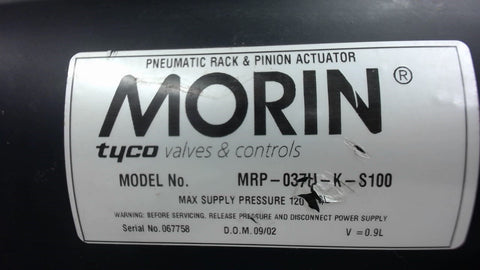 PNEUMATIC RACK & PINION ACTUATOR
MORIN®
tyco valves & controls
MODEL No. MRP-037U-K-S100
MAX SUPPLY PRESSURE 120
WARNING: BEFORE SERVICING, RELEASE PRESSURE AND DISCONNECT POWER SUPPLY
Serial No. 067758 D.O.M. 09/02 V = 0.9L